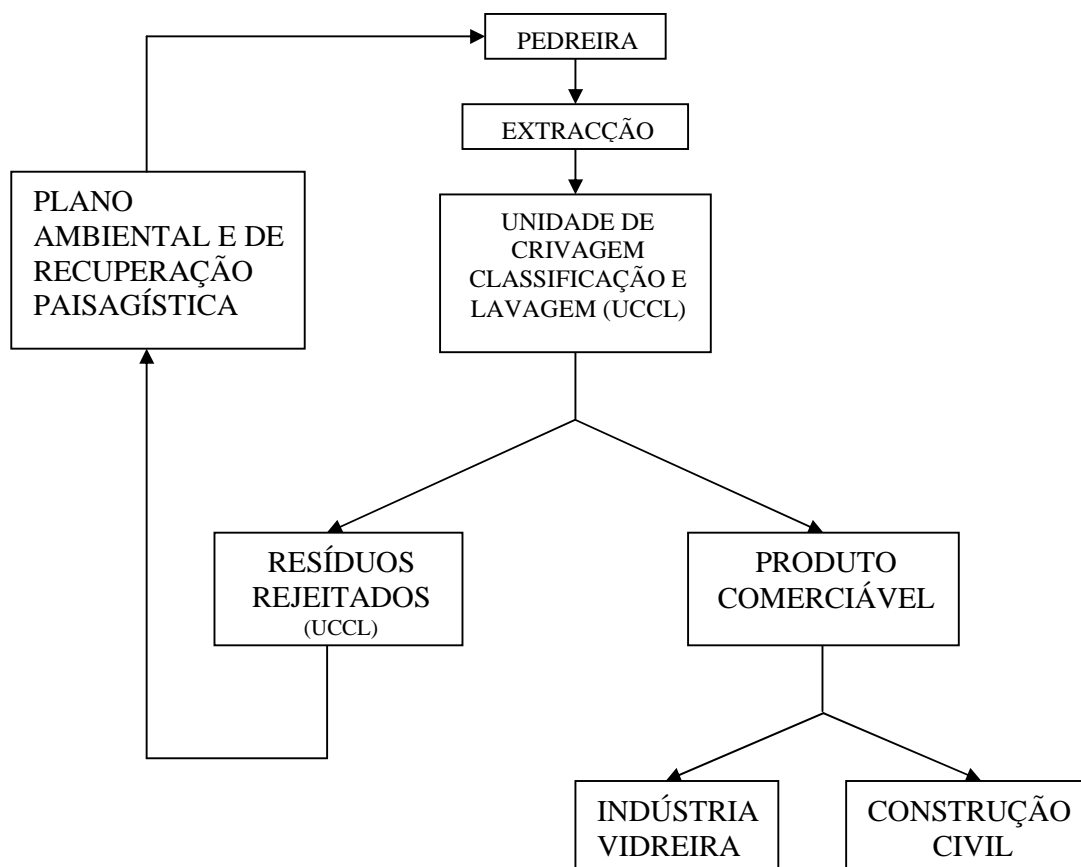 PEDREIRA
EXTRACÇÃO
PLANO
AMBIENTAL E DE
RECUPERAÇÃO
PAISAGÍSTICA
UNIDADE DE
CRIVAGEM
CLASSIFICAÇÃO E
LAVAGEM (UCCL)
RESÍDUOS
REJEITADOS
(UCCL)
PRODUTO
COMERCIÁVEL
INDÚSTRIA
VIDREIRA
CONSTRUÇÃO
CIVIL